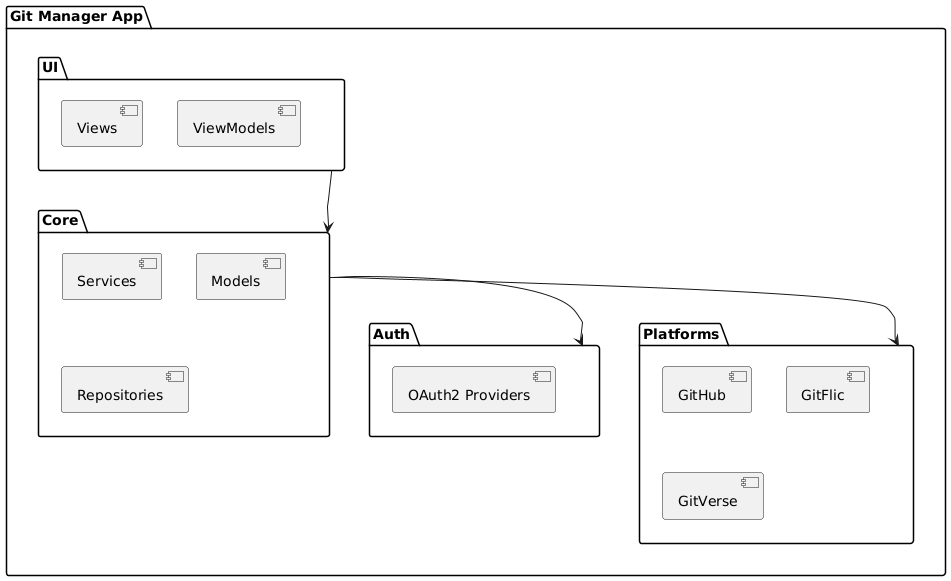 Git Manager App
UI
Views
ViewModels
Core
Services
Models
Repositories
Auth
OAuth2 Providers
Platforms
GitHub
GitFlic
GitVerse